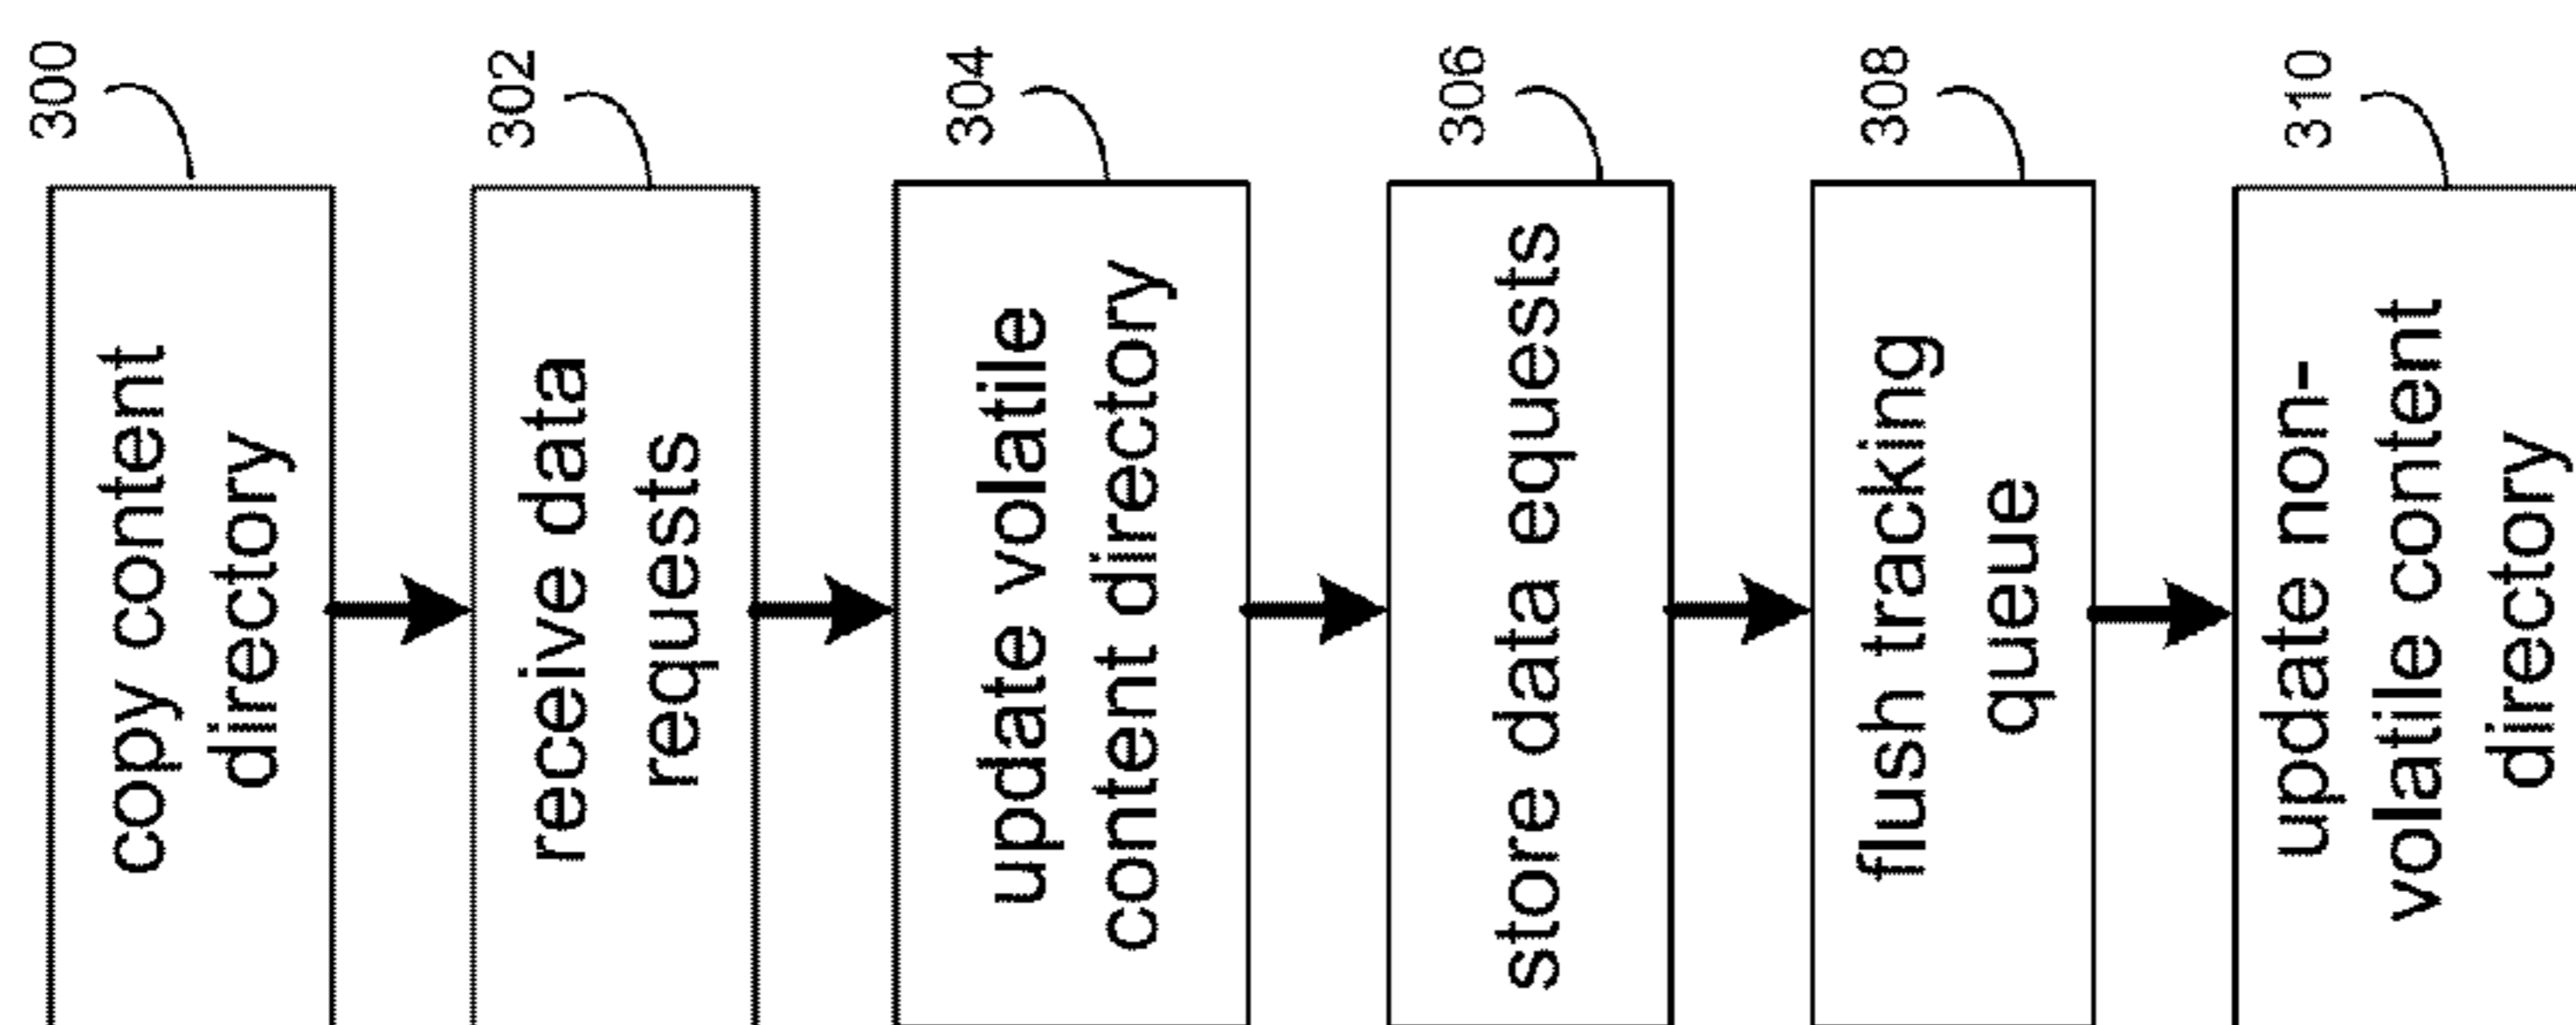 300
copy content
directory
302
receive data
requests
304
update volatile
content directory
306
store data equests
308
flush tracking
queue
310
update non-
volatile content
directory